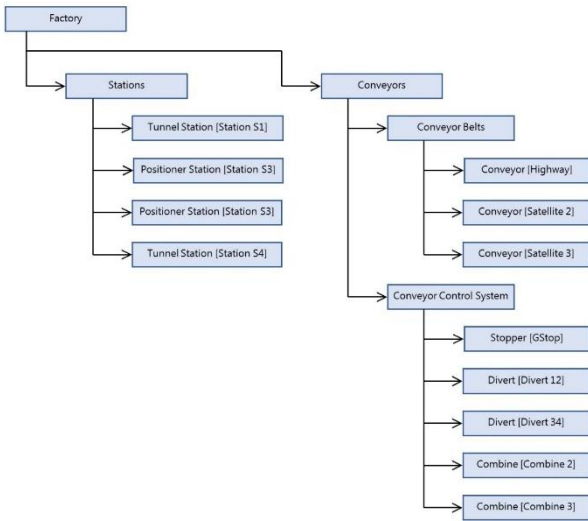 Factory
Stations
Conveyors
Tunnel Station [Station S1]
Conveyor Belts
Positioner Station [Station S3]
Conveyor [Highway]
Positioner Station [Station S3]
Conveyor [Satellite 2]
Tunnel Station [Station S4]
Conveyor [Satellite 3]
Conveyor Control System
Stopper [GStop]
Divert [Divert 12]
Divert [Divert 34]
Combine [Combine 2]
Combine [Combine 3]